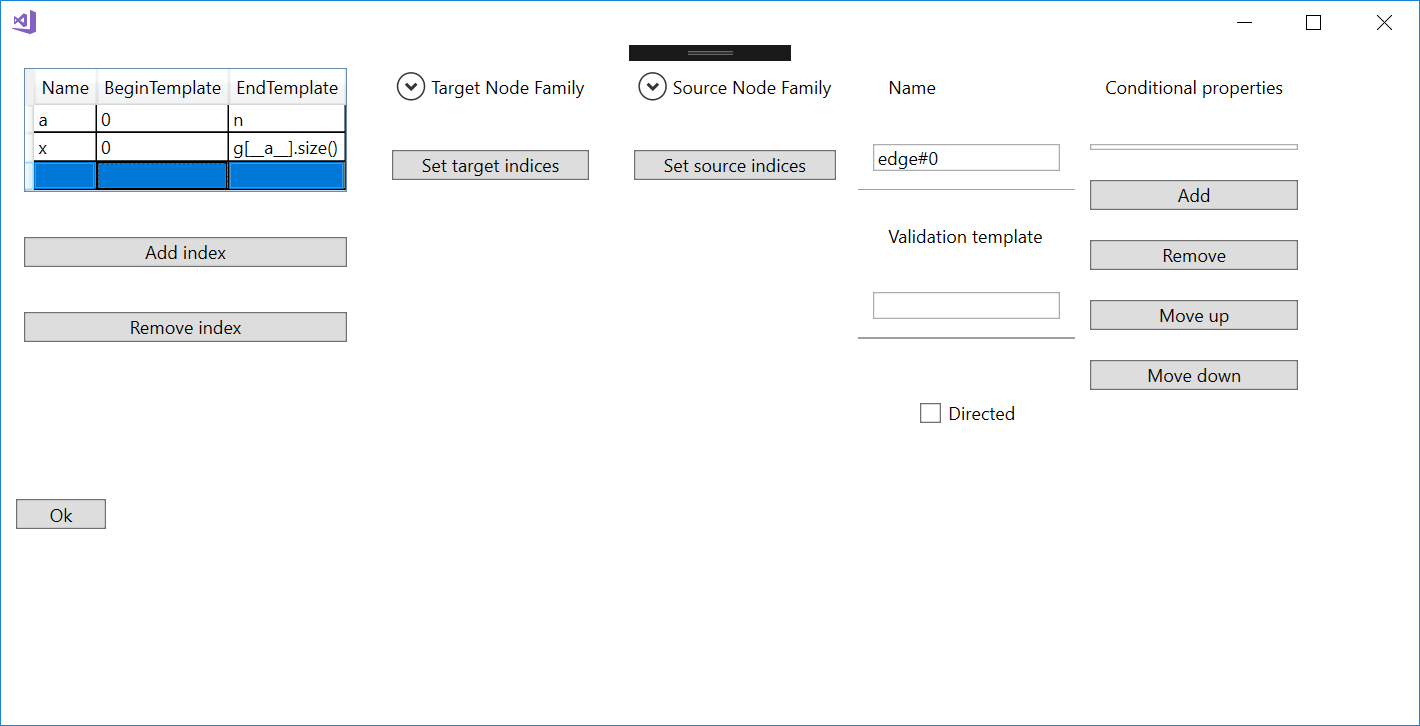 Name BeginTemplate EndTemplate
a 0 n
x 0 g[__a__].size()
Add index
Remove index
Ok
Target Node Family
Set target indices
Source Node Family
Set source indices
Name
edge#0
Validation template
Directed
Conditional properties
Add
Remove
Move up
Move down